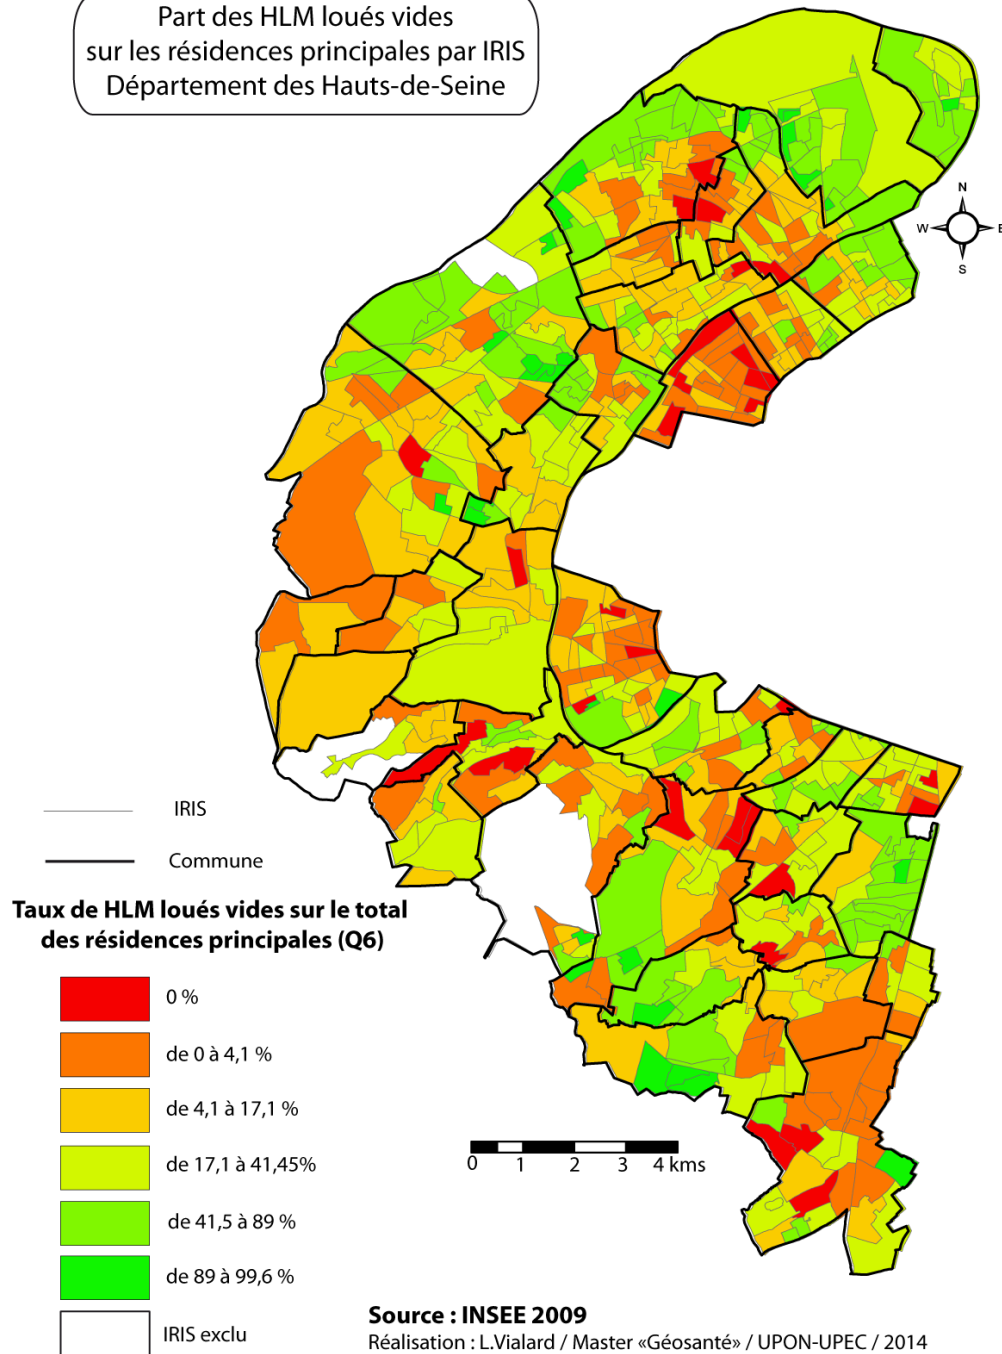 Part des HLM loués vides
sur les résidences principales par IRIS
Département des Hauts-de-Seine
N
W
E
S
IRIS
Commune
Taux de HLM loués vides sur le total
des résidences principales (Q6)
0 %
de 0 à 4,1 %
de 4,1 à 17,1 %
de 17,1 à 41,45%
de 41,5 à 89 %
de 89 à 99,6 %
IRIS exclu
0 1 2 3 4 kms
Source : INSEE 2009
Réalisation : L.Vialard / Master «Géosanté» / UPON-UPEC / 2014